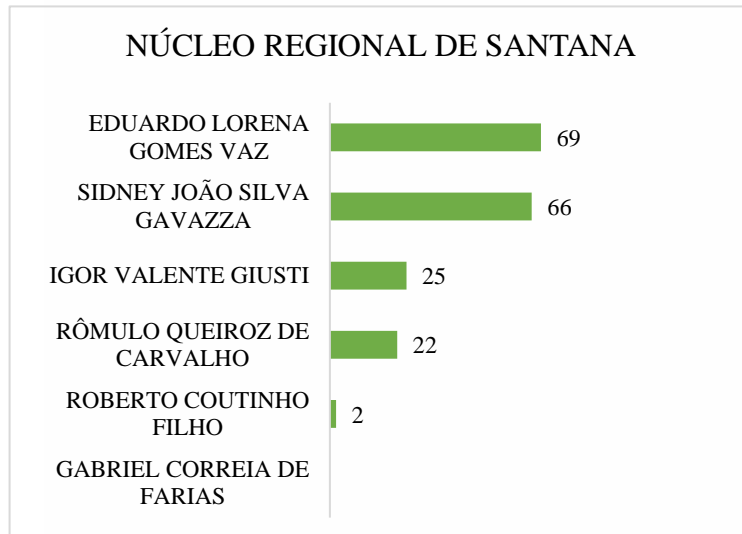 NÚCLEO REGIONAL DE SANTANA
EDUARDO LORENA
GOMES VAZ
69
SIDNEY JOÃO SILVA
GAVAZZA
66
IGOR VALENTE GIUSTI
25
RÔMULO QUEIROZ DE
CARVALHO
22
ROBERTO COUTINHO
FILHO
2
GABRIEL CORREIA DE
FARIAS